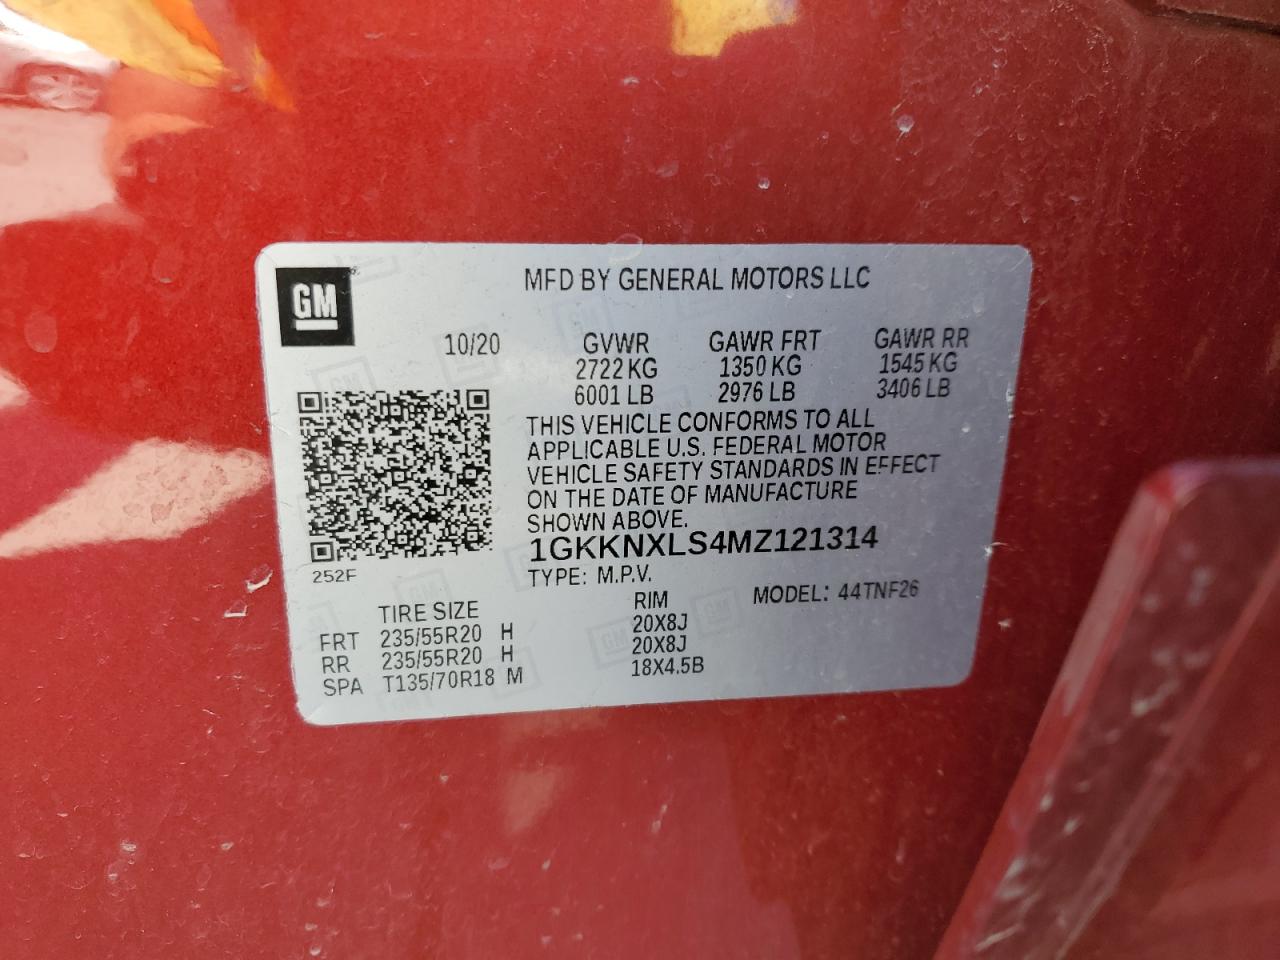 MFD BY GENERAL MOTORS LLC
GM
10/20 GVWR GAWR FRT GAWR RR
2722 KG 1350 KG 1545 KG
6001 LB 2976 LB 3406 LB
THIS VEHICLE CONFORMS TO ALL
APPLICABLE U.S. FEDERAL MOTOR
VEHICLE SAFETY STANDARDS IN EFFECT
ON THE DATE OF MANUFACTURE
SHOWN ABOVE.
1GKKNXLS4MZ121314
252F
TYPE: M.P.V.
MODEL: 44TNF26
TIRE SIZE RIM
FRT 235/55R20 H 20X8J
RR 235/55R20 H 20X8J
SPA T135/70R18 M 18X4.5B